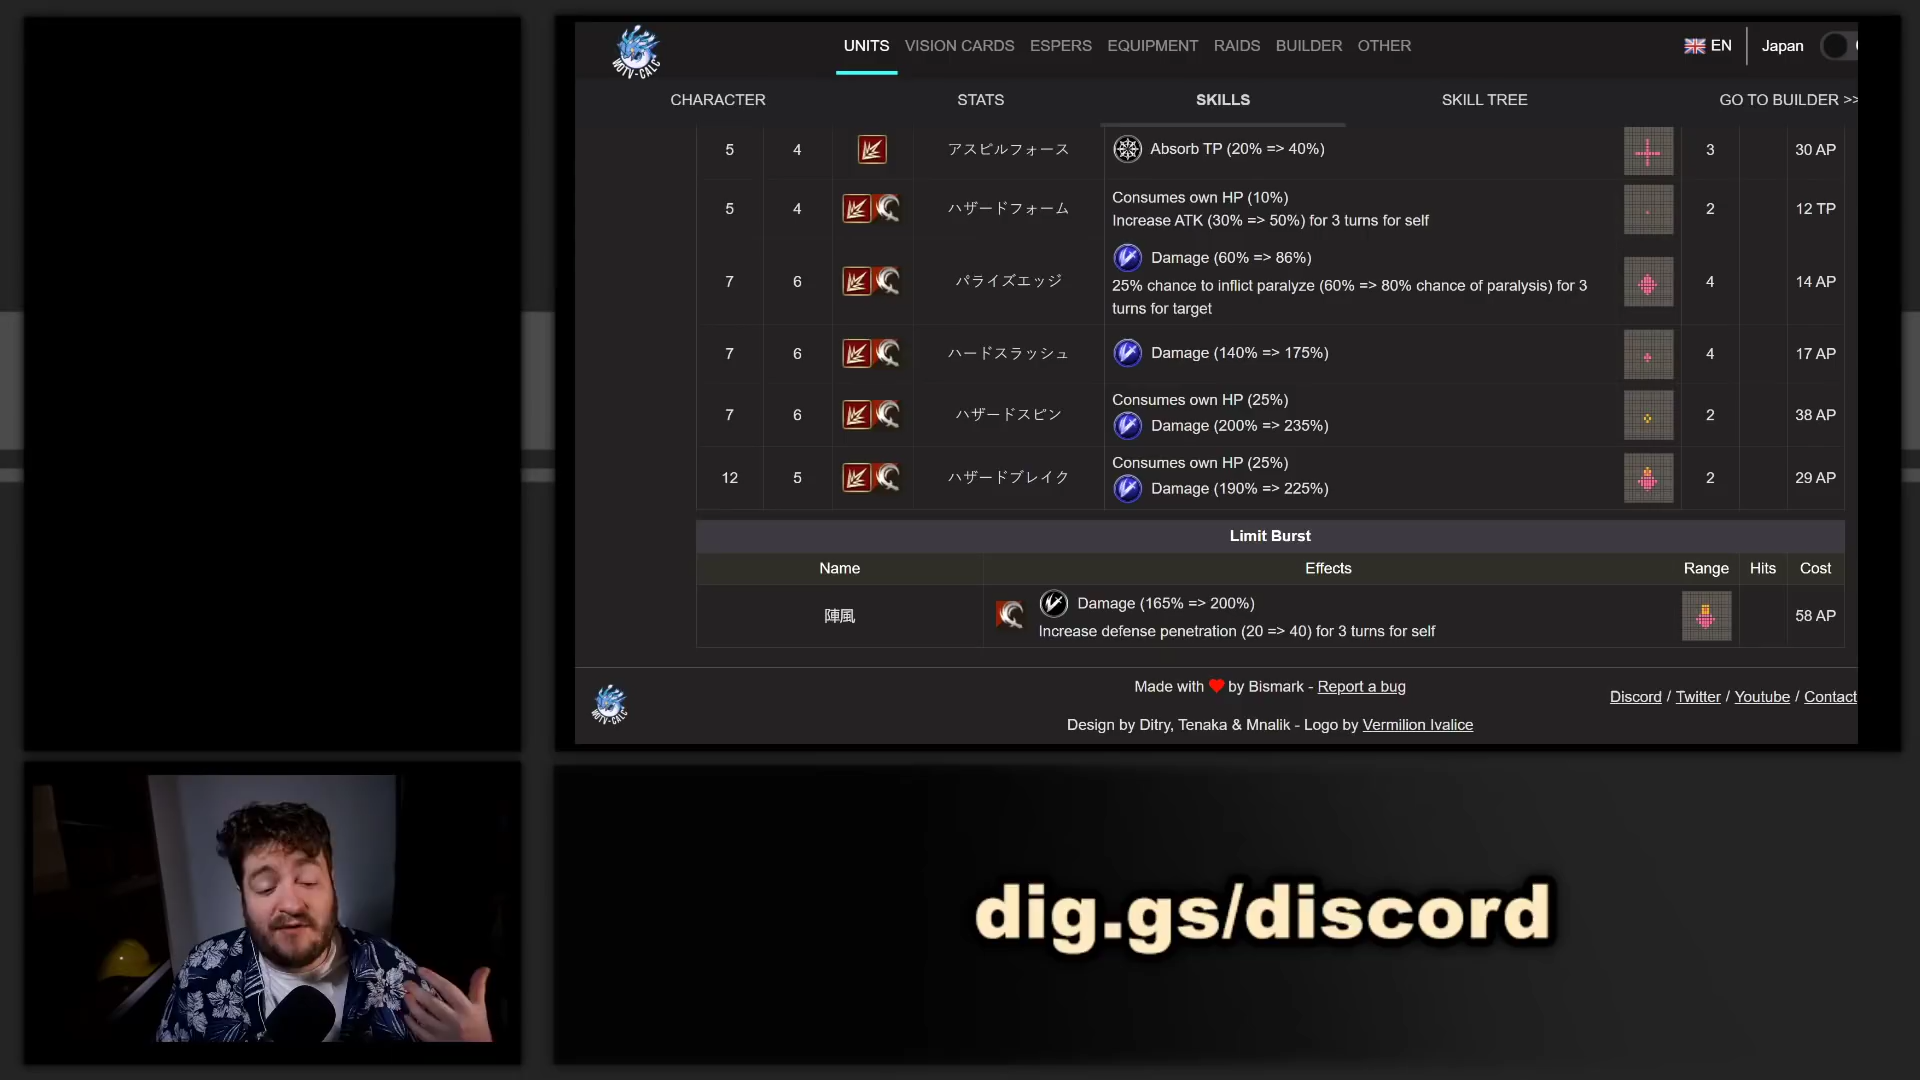 WOTV-CALC
UNITS VISION CARDS ESPERS EQUIPMENT RAIDS BUILDER OTHER
EN Japan
CHARACTER STATS SKILLS SKILL TREE GO TO BUILDER >>
5 4 アスピルフォース Absorb TP (20% => 40%) 3 30 AP
5 4 ハザードフォーム Consumes own HP (10%)
Increase ATK (30% => 50%) for 3 turns for self 2 12 TP
7 6 パライズエッジ Damage (60% => 86%)
25% chance to inflict paralyze (60% => 80% chance of paralysis) for 3
turns for target 4 14 AP
7 6 ハードスラッシュ Damage (140% => 175%) 4 17 AP
7 6 ハザードスピン Consumes own HP (25%)
Damage (200% => 235%) 2 38 AP
12 5 ハザードブレイク Consumes own HP (25%)
Damage (190% => 225%) 2 29 AP
Limit Burst
Name Effects Range Hits Cost
陣風 Damage (165% => 200%)
Increase defense penetration (20 => 40) for 3 turns for self 58 AP
WOTV-CALC
Made with by Bismark - Report a bug
Discord / Twitter / Youtube / Contact
Design by Ditry, Tenaka & Mnalik - Logo by Vermilion Ivalice
dig.gs/discord